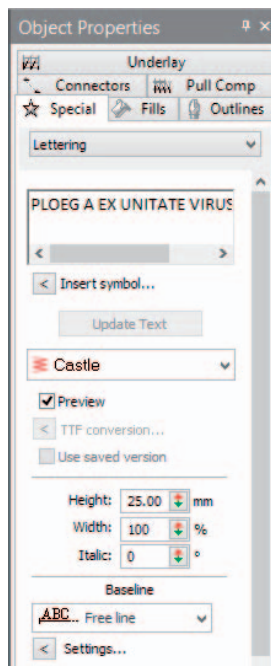 Object Properties
Underlay
Connectors Pull Comp
Special Fills Outlines
Lettering
PLOEG A EX UNITATE VIRUS
< >
< Insert symbol...
Update Text
Castle
Preview
< TTF conversion...
Use saved version
Height: 25.00 mm
Width: 100 %
Italic: 0 °
Baseline
ABC... Free line
< Settings...